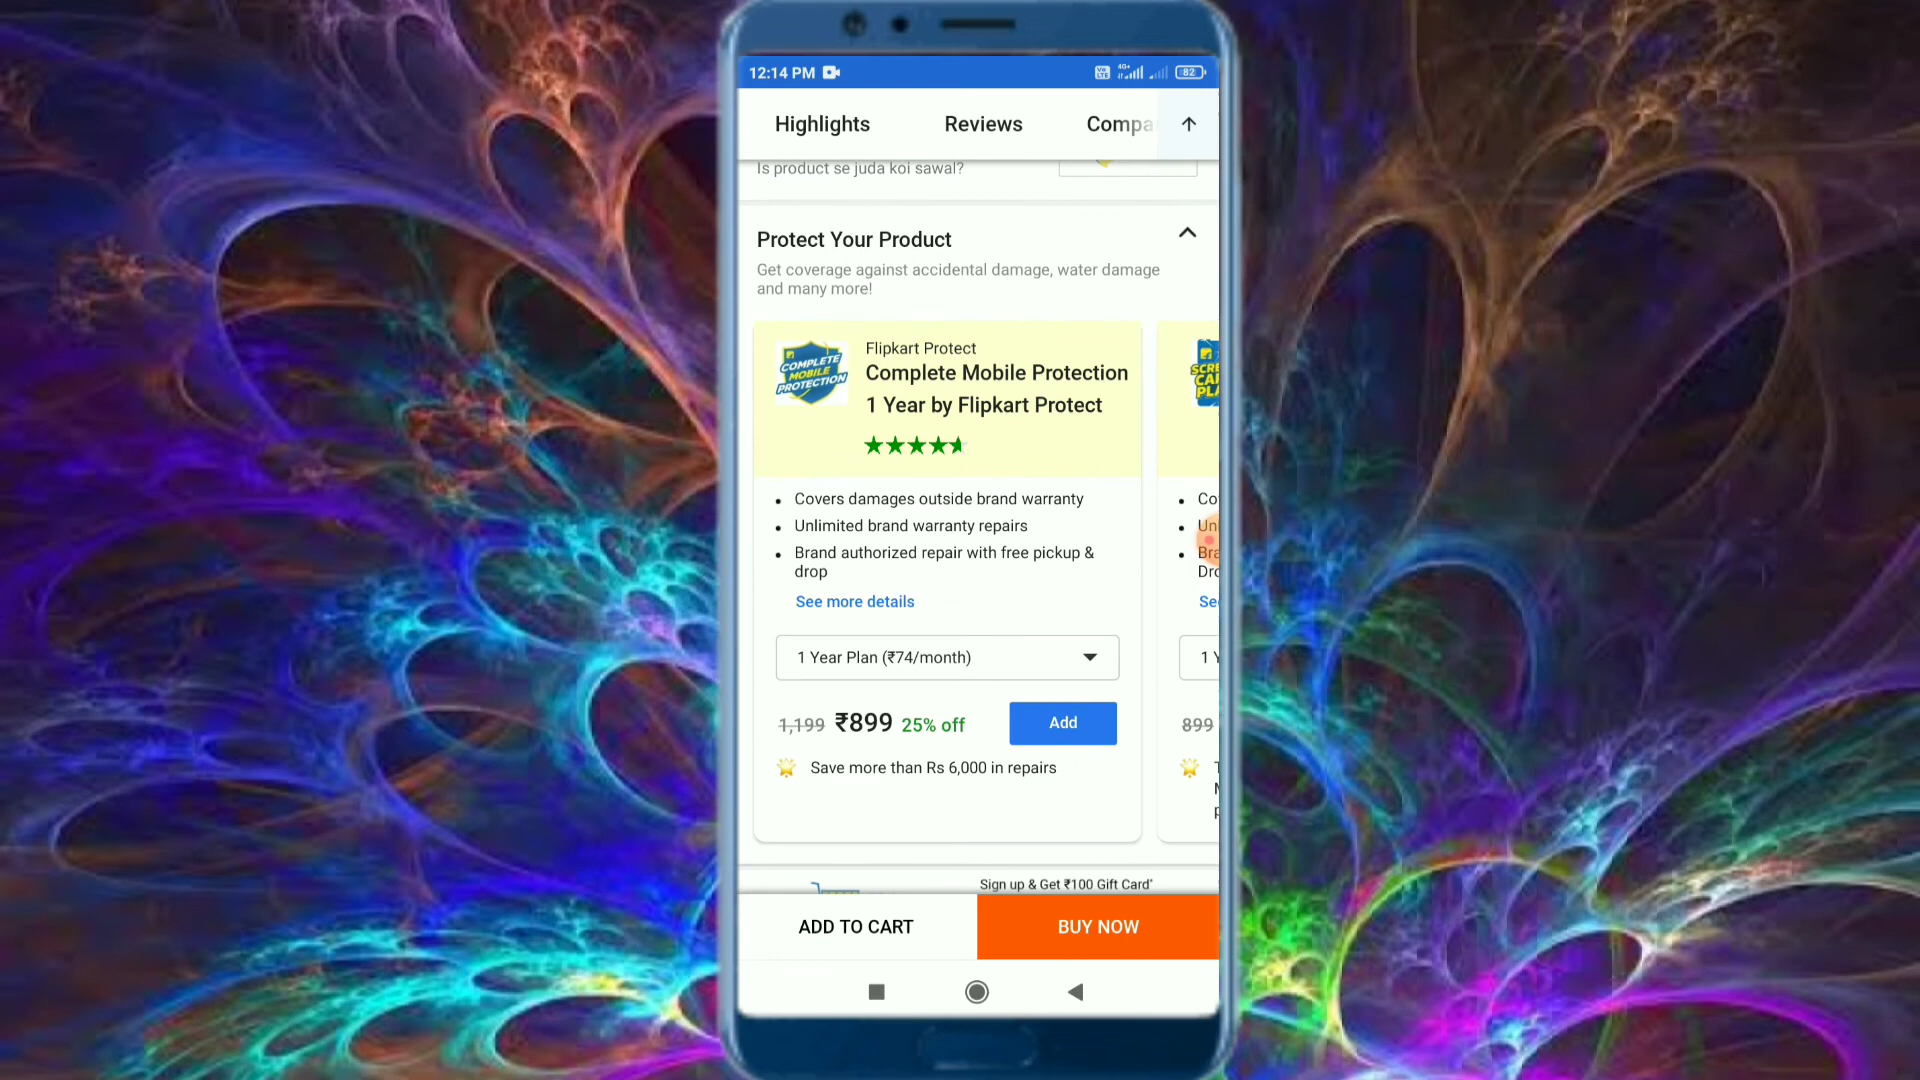 12:14 PM 4G+ 82
Highlights Reviews Compa
Is product se juda koi sawal?
Protect Your Product
Get coverage against accidental damage, water damage
and many more!
COMPLETE
MOBILE
PROTECTION
Flipkart Protect
Complete Mobile Protection
1 Year by Flipkart Protect
Covers damages outside brand warranty
Unlimited brand warranty repairs
Brand authorized repair with free pickup &
drop
See more details
1 Year Plan (₹74/month)
1,199 ₹899 25% off Add
Save more than Rs 6,000 in repairs
899
Sign up & Get ₹100 Gift Card*
ADD TO CART BUY NOW